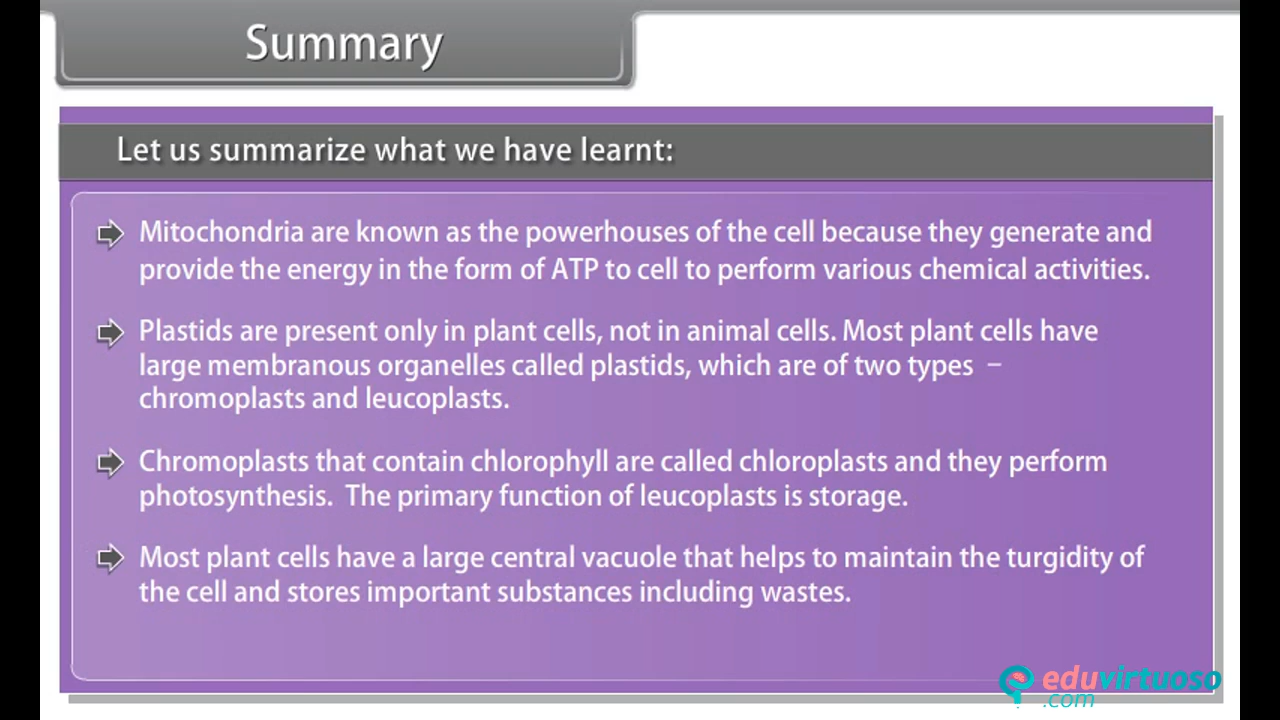 Summary
Let us summarize what we have learnt:
Mitochondria are known as the powerhouses of the cell because they generate and
provide the energy in the form of ATP to cell to perform various chemical activities.
Plastids are present only in plant cells, not in animal cells. Most plant cells have
large membranous organelles called plastids, which are of two types –
chromoplasts and leucoplasts.
Chromoplasts that contain chlorophyll are called chloroplasts and they perform
photosynthesis. The primary function of leucoplasts is storage.
Most plant cells have a large central vacuole that helps to maintain the turgidity of
the cell and stores important substances including wastes.
eduvirtuoso
.com